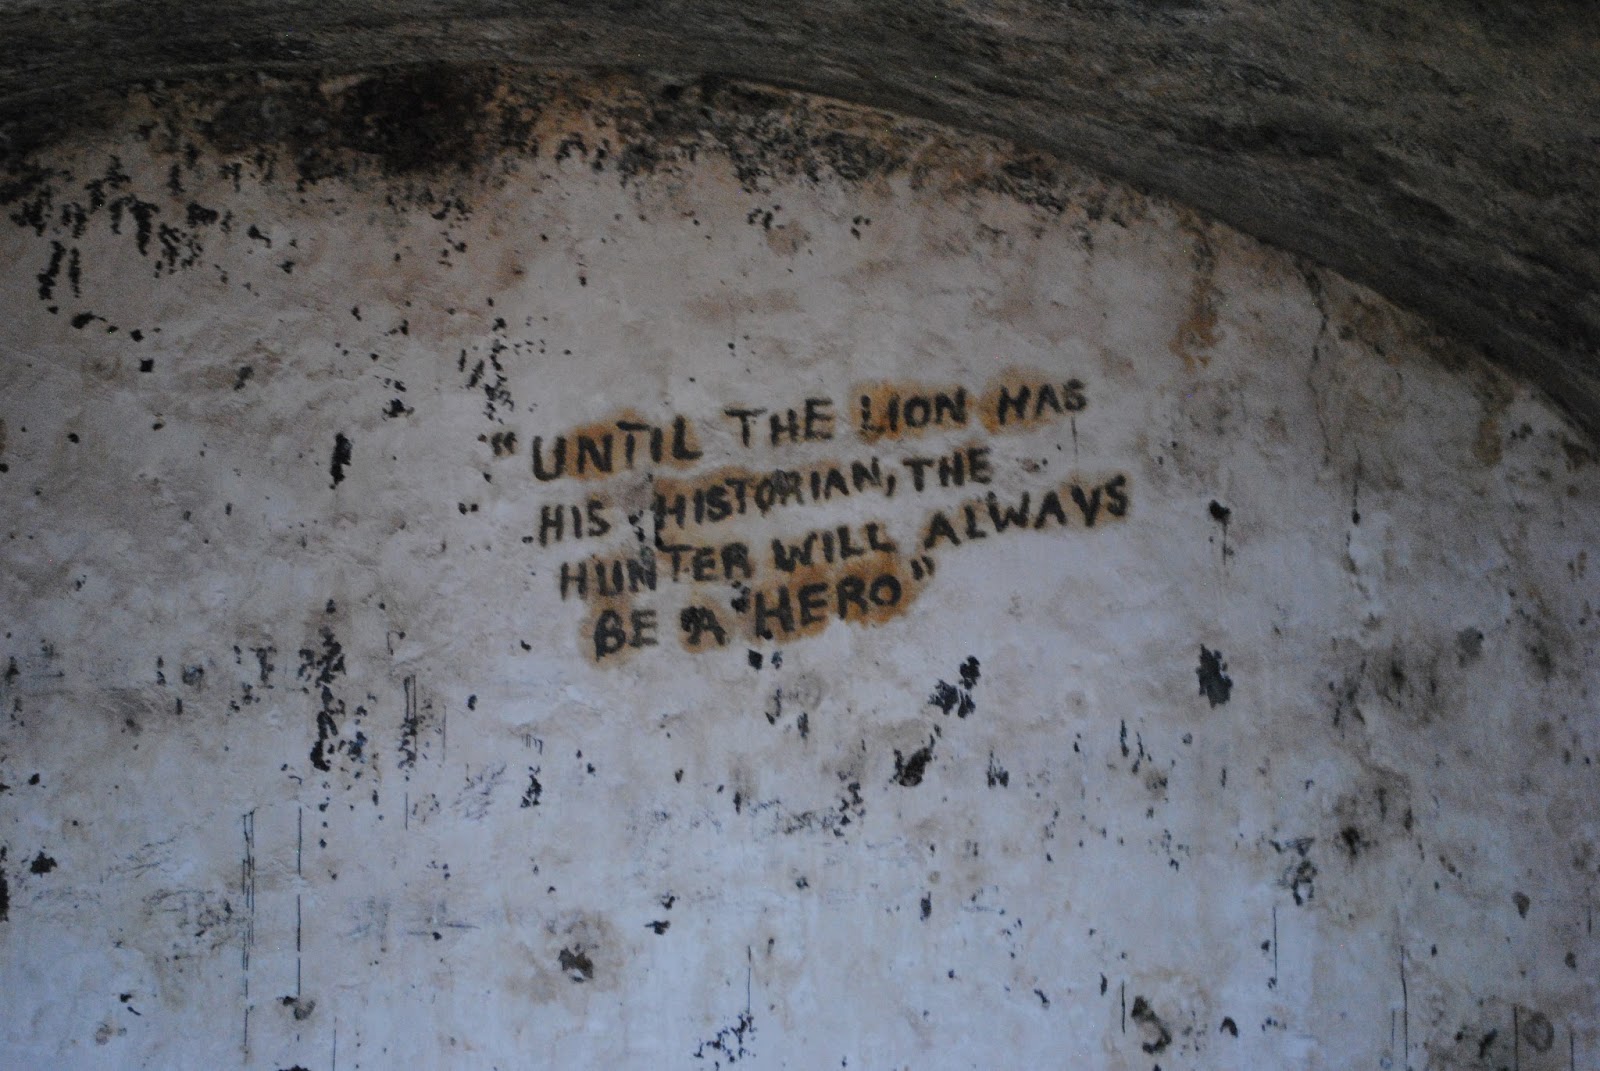 "UNTIL THE LION HAS
HIS HISTORIAN, THE
HUNTER WILL ALWAYS
BE A HERO"